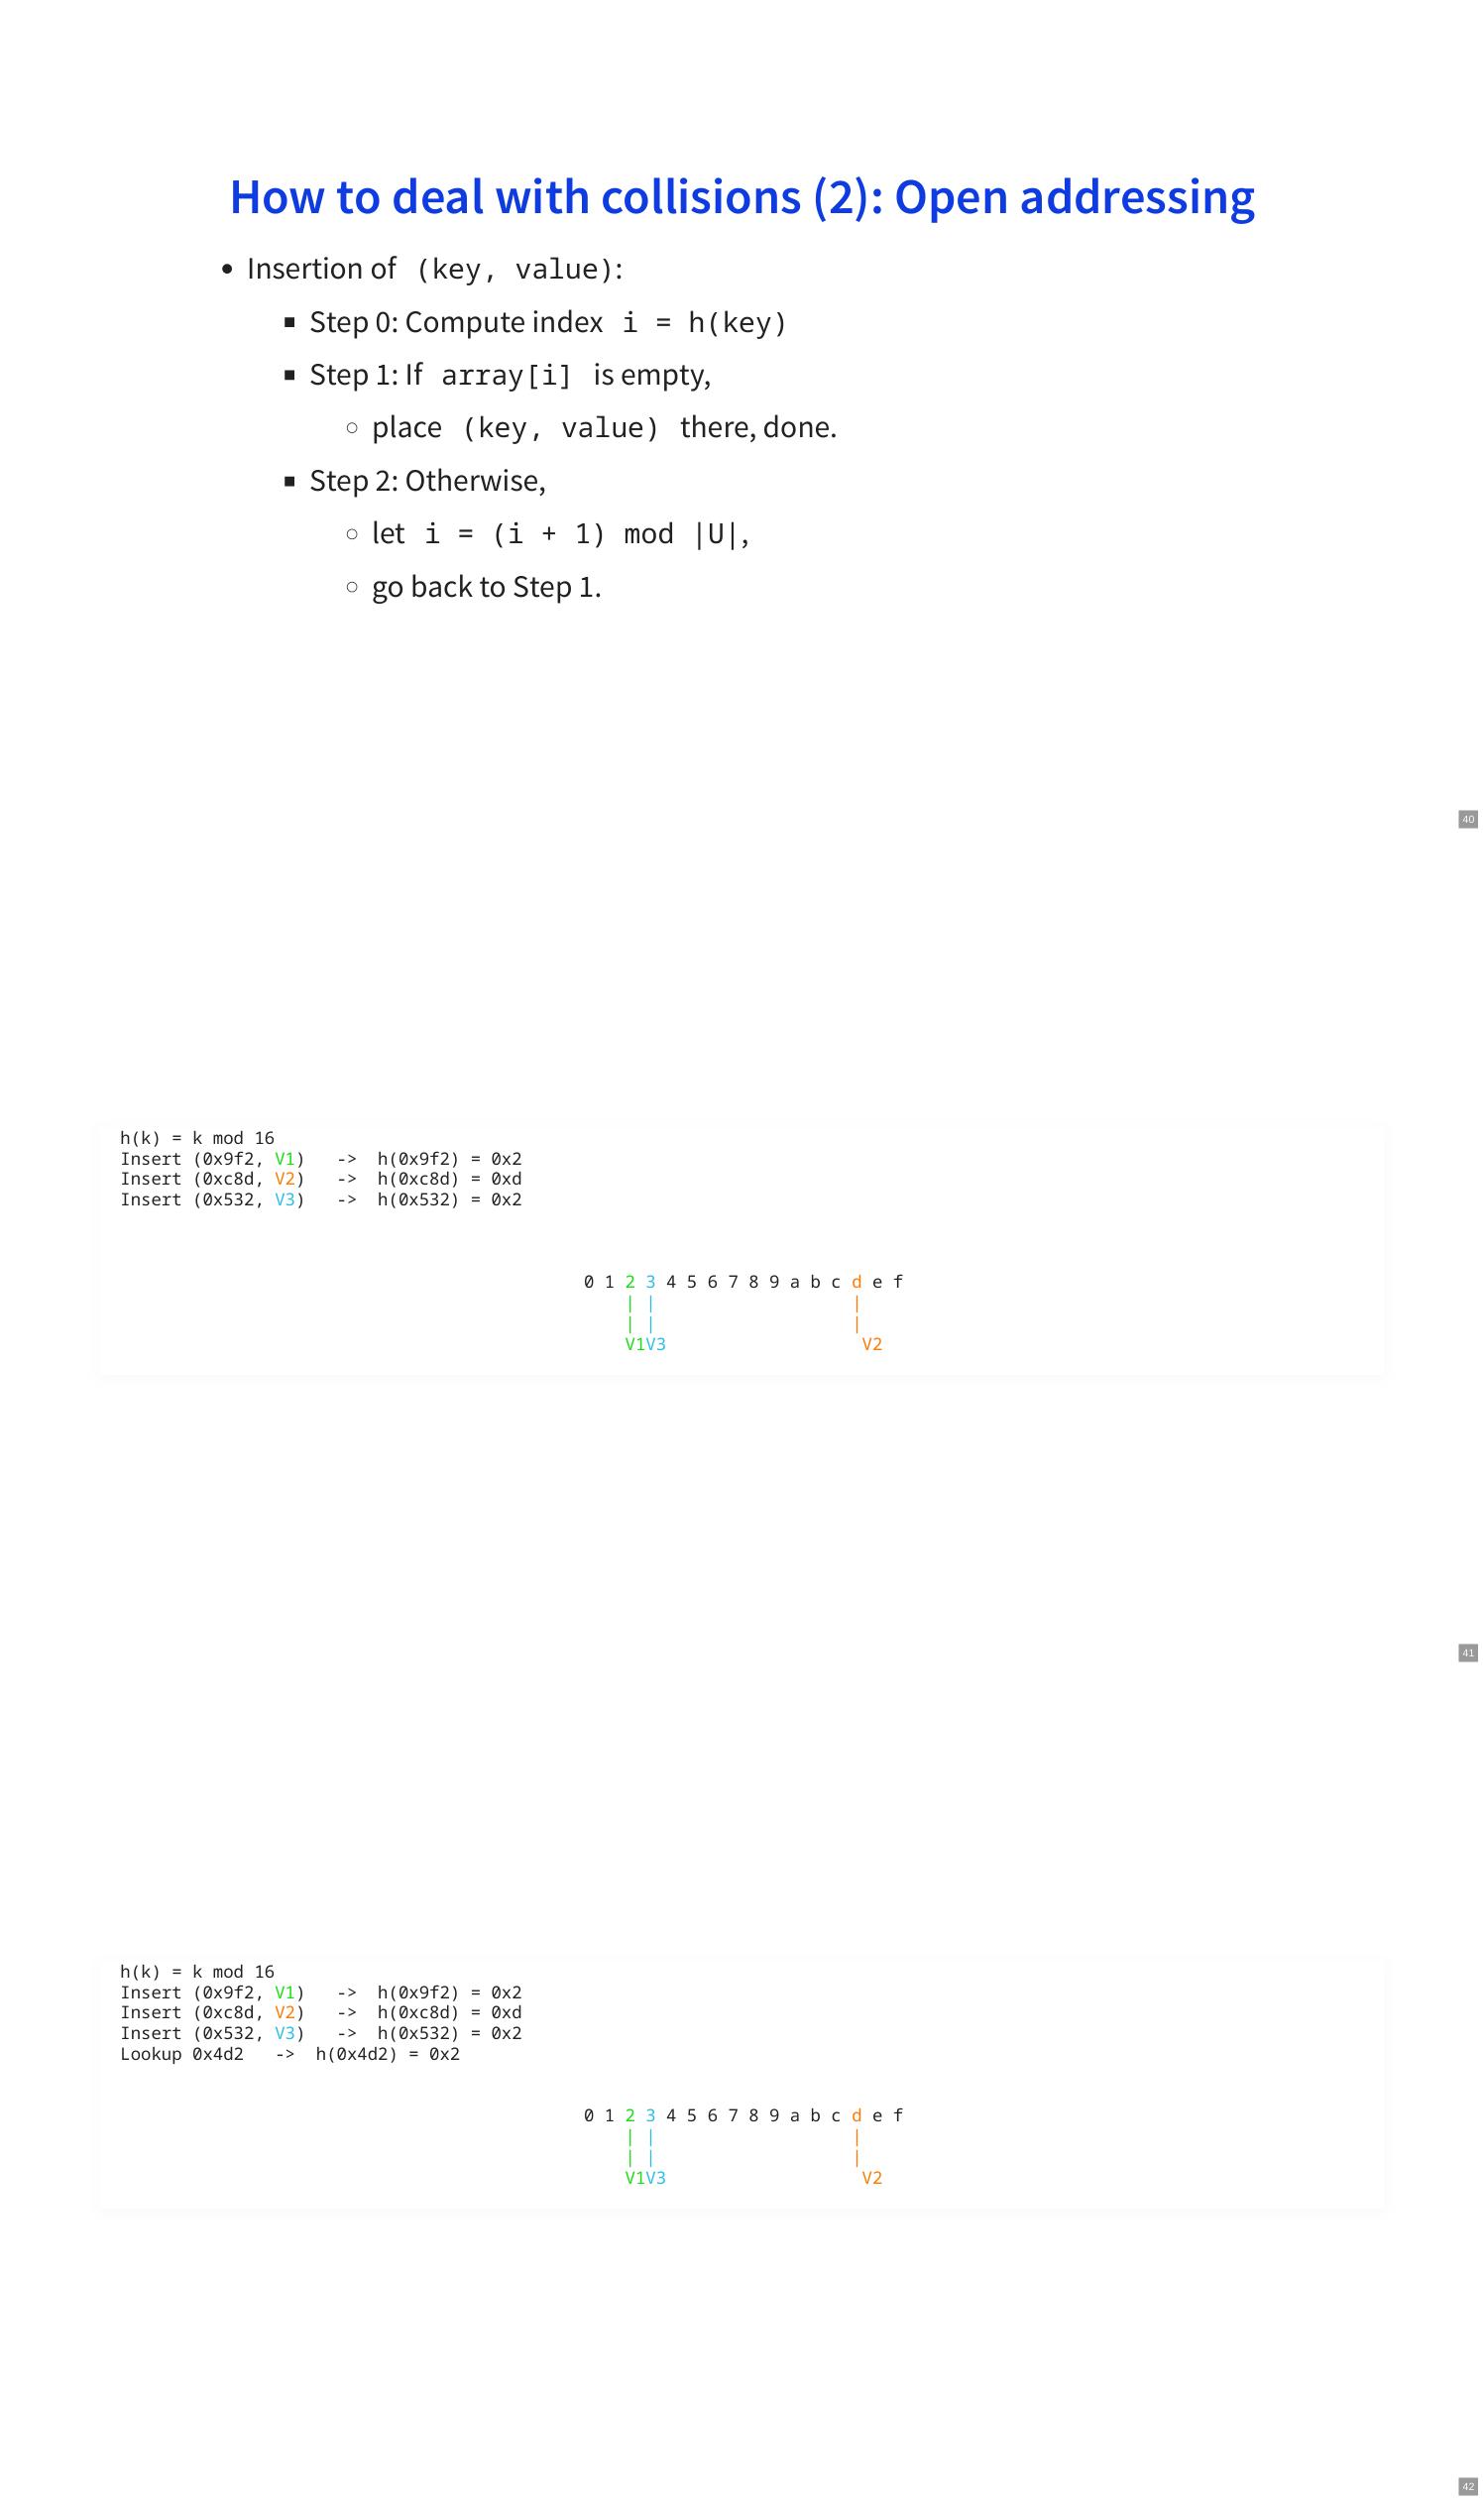 How to deal with collisions (2): Open addressing
• Insertion of (key, value):
▪ Step 0: Compute index i = h(key)
▪ Step 1: If array[i] is empty,
◦ place (key, value) there, done.
▪ Step 2: Otherwise,
◦ let i = (i + 1) mod |U|,
◦ go back to Step 1.
40
h(k) = k mod 16
Insert (0x9f2, V1)   ->  h(0x9f2) = 0x2
Insert (0xc8d, V2)   ->  h(0xc8d) = 0xd
Insert (0x532, V3)   ->  h(0x532) = 0x2
0 1 2 3 4 5 6 7 8 9 a b c d e f
| | |
| | |
V1V3 V2
41
h(k) = k mod 16
Insert (0x9f2, V1)   ->  h(0x9f2) = 0x2
Insert (0xc8d, V2)   ->  h(0xc8d) = 0xd
Insert (0x532, V3)   ->  h(0x532) = 0x2
Lookup 0x4d2   ->  h(0x4d2) = 0x2
0 1 2 3 4 5 6 7 8 9 a b c d e f
| | |
| | |
V1V3 V2
42